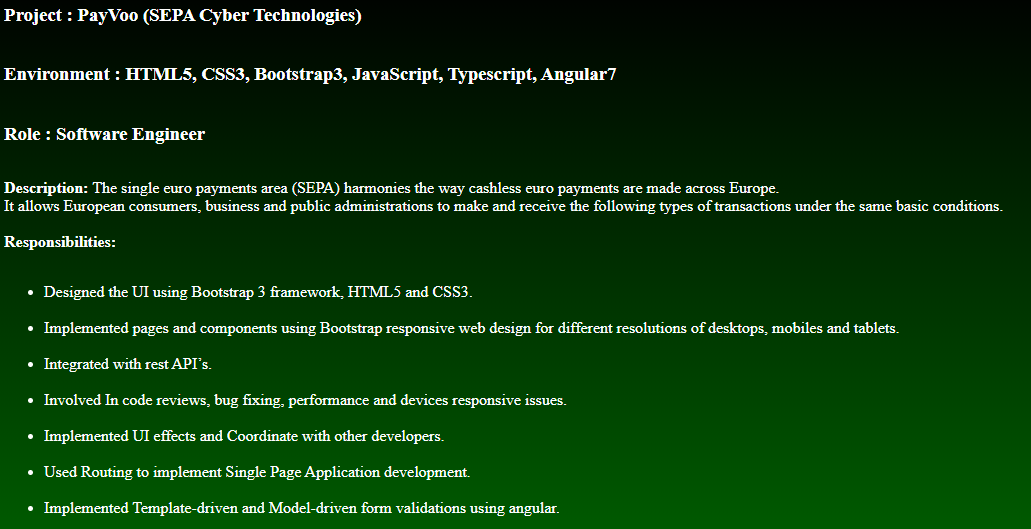 Project : PayVoo (SEPA Cyber Technologies)
Environment : HTML5, CSS3, Bootstrap3, JavaScript, Typescript, Angular7
Role : Software Engineer
Description: The single euro payments area (SEPA) harmonies the way cashless euro payments are made across Europe.
It allows European consumers, business and public administrations to make and receive the following types of transactions under the same basic conditions.
Responsibilities:
• Designed the UI using Bootstrap 3 framework, HTML5 and CSS3.
• Implemented pages and components using Bootstrap responsive web design for different resolutions of desktops, mobiles and tablets.
• Integrated with rest API’s.
• Involved In code reviews, bug fixing, performance and devices responsive issues.
• Implemented UI effects and Coordinate with other developers.
• Used Routing to implement Single Page Application development.
• Implemented Template-driven and Model-driven form validations using angular.